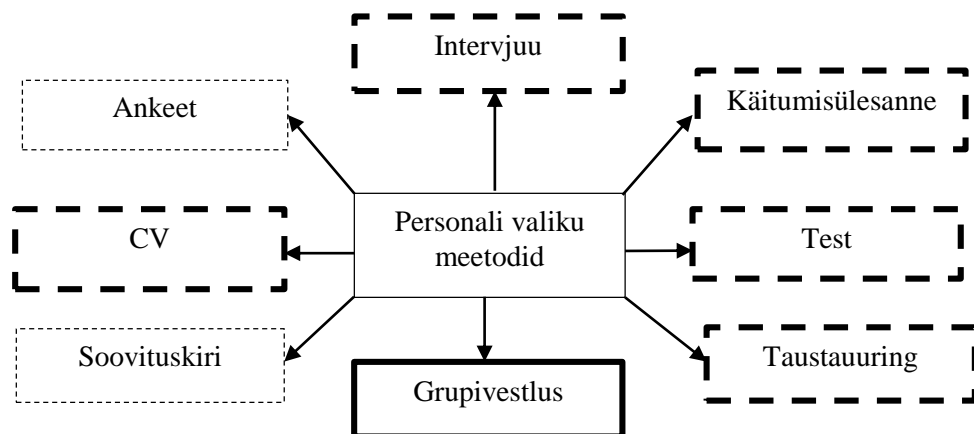 Intervjuu
Ankeet
Käitumisülesanne
CV
Personali valiku
meetodid
Test
Soovituskiri
Grupivestlus
Taustauuring